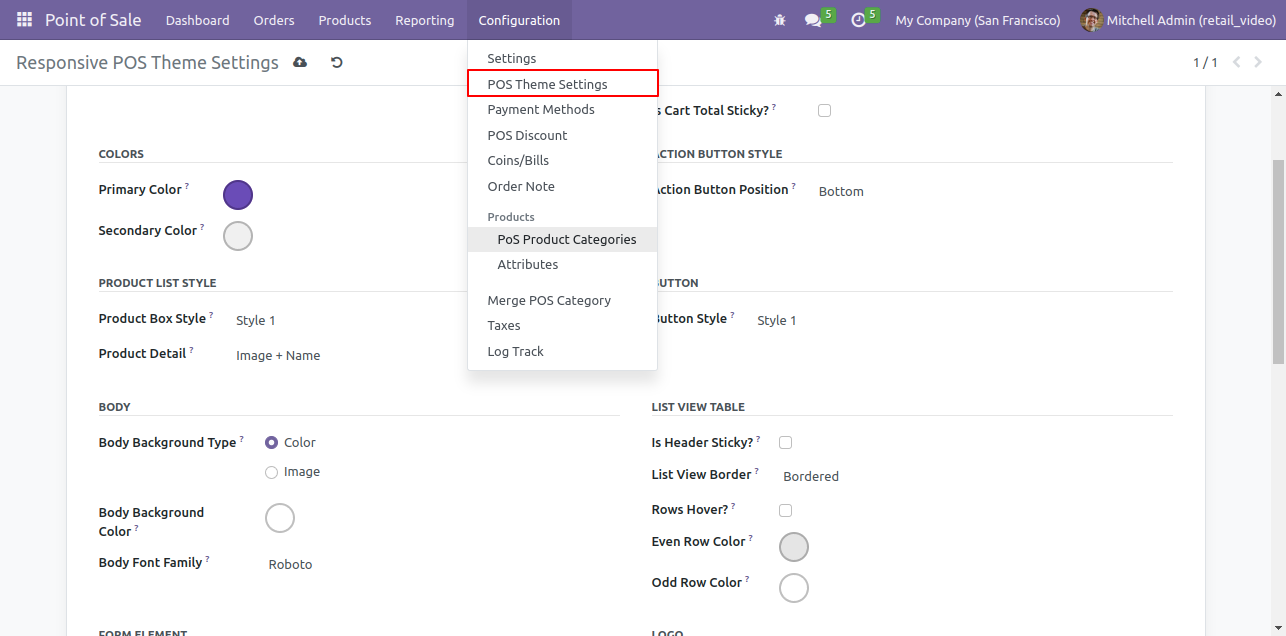 Point of Sale Dashboard Orders Products Reporting Configuration 5 5 My Company (San Francisco) Mitchell Admin (retail_video)
Responsive POS Theme Settings 1 / 1
Settings
POS Theme Settings
Payment Methods
POS Discount
Coins/Bills
Order Note
Products
PoS Product Categories
Attributes
Merge POS Category
Taxes
Log Track
s Cart Total Sticky? ?
COLORS
Primary Color ?
Secondary Color ?
ACTION BUTTON STYLE
Action Button Position ? Bottom
PRODUCT LIST STYLE
Product Box Style ? Style 1
Product Detail ? Image + Name
BUTTON
Button Style ? Style 1
BODY
Body Background Type ? Color
Image
Body Background
Color ?
Body Font Family ? Roboto
LIST VIEW TABLE
Is Header Sticky? ?
List View Border ? Bordered
Rows Hover? ?
Even Row Color ?
Odd Row Color ?
FORM ELEMENT
LOGO